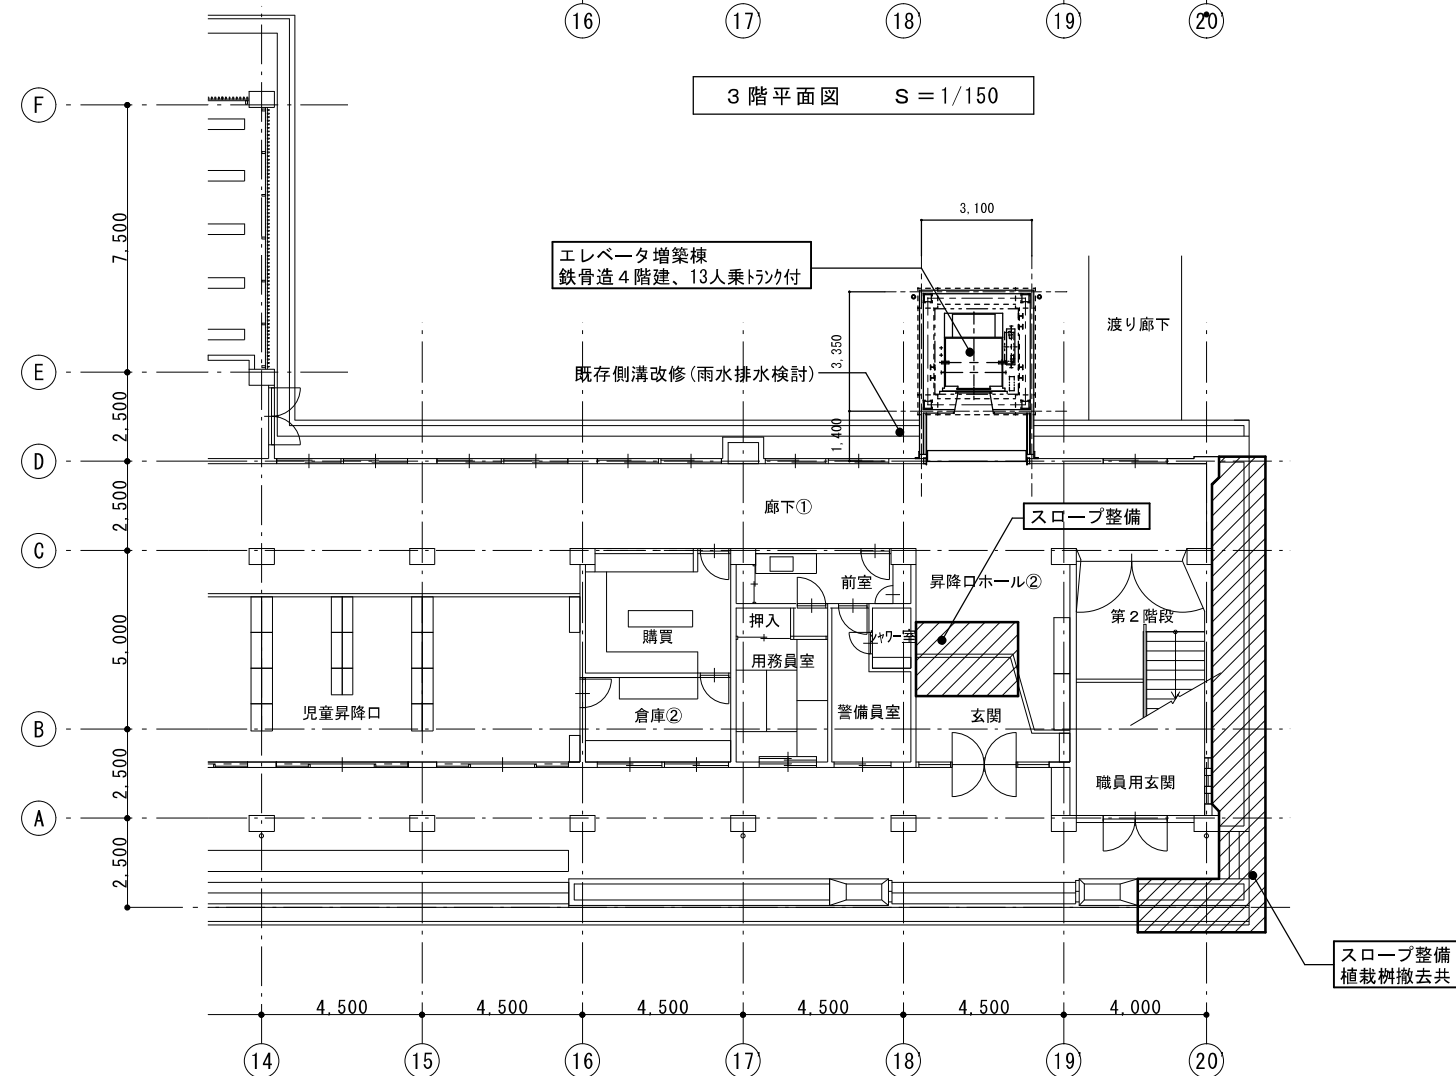 16
17
18
19
20
3階平面図 S=1/150
F
E
D
C
B
A
7,500
2,500
2,500
5,000
2,500
2,500
3,100
エレベータ増築棟
鉄骨造4階建、13人乗トランク付
3,350
1,400
既存側溝改修(雨水排水検討)
渡り廊下
廊下①
スロープ整備
前室
昇降口ホール②
第2階段
押入
シャワー室
購買
用務員室
児童昇降口
倉庫②
警備員室
玄関
職員用玄関
スロープ整備
植栽桝撤去共
4,500
4,500
4,500
4,500
4,500
4,000
14
15
16
17
18
19
20